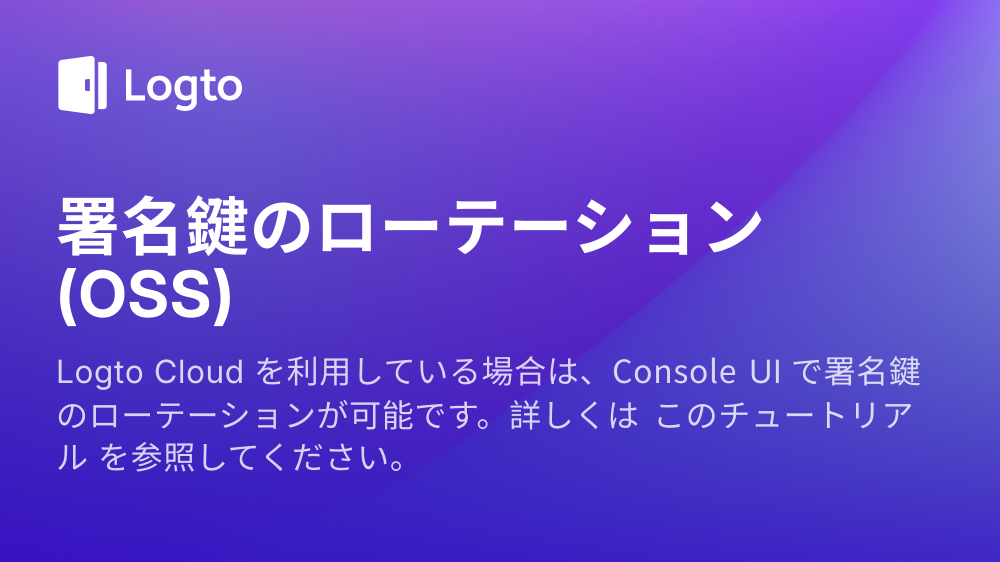 Logto
署名鍵のローテーション
(OSS)
Logto Cloud を利用している場合は、Console UI で署名鍵
のローテーションが可能です。詳しくは このチュートリア
ル を参照してください。